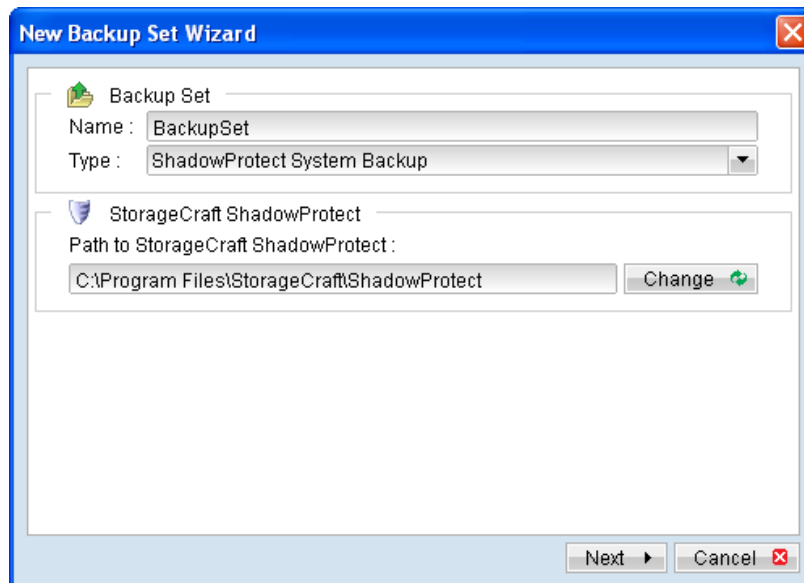 New Backup Set Wizard
Backup Set
Name : BackupSet
Type : ShadowProtect System Backup
StorageCraft ShadowProtect
Path to StorageCraft ShadowProtect :
C:\Program Files\StorageCraft\ShadowProtect Change
Next Cancel